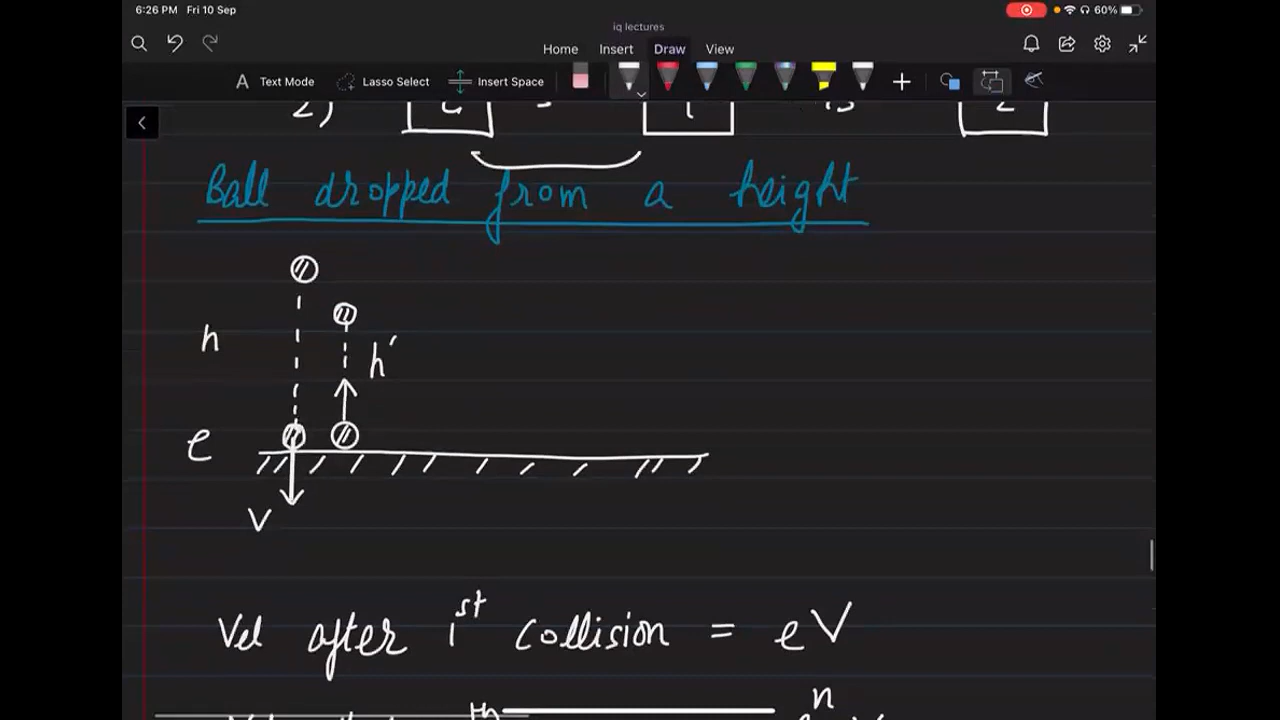 6:26 PM Fri 10 Sep
60%
iq lectures
Home Insert Draw View
Text Mode Lasso Select Insert Space
2)
Ball dropped from a height
h
h′
e
v
Vel after 1st collision = eV
th n